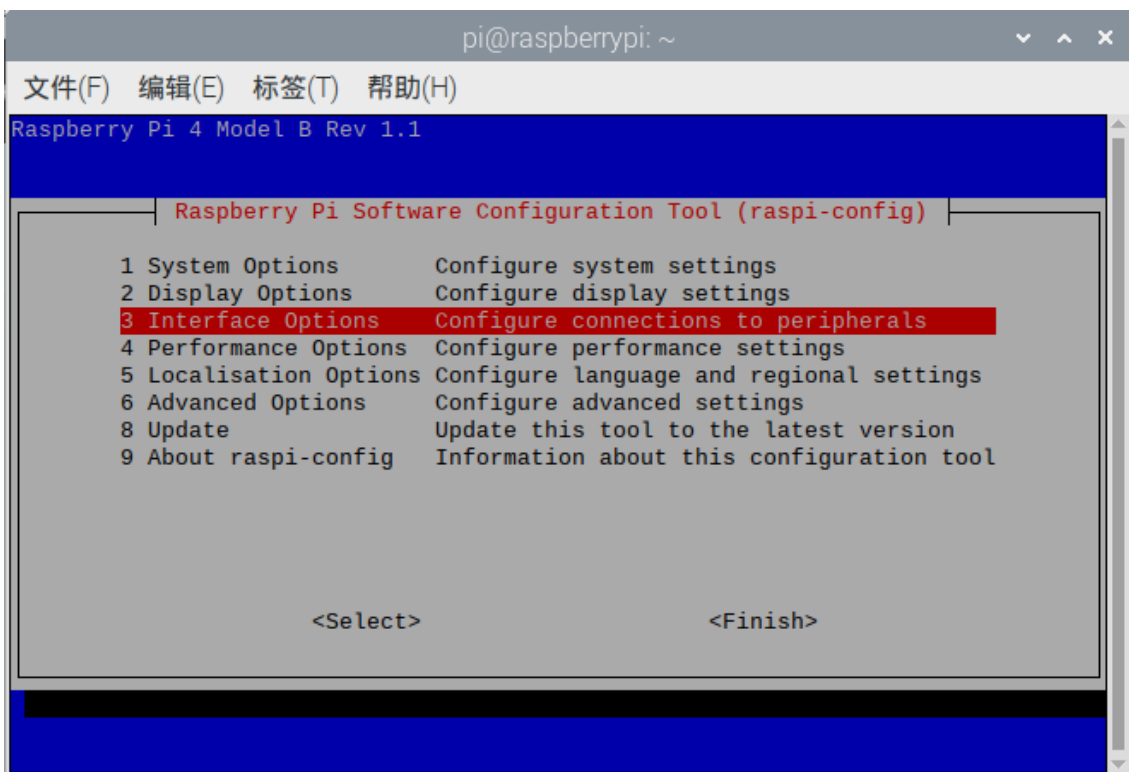 pi@raspberrypi: ~
文件(F) 编辑(E) 标签(T) 帮助(H)
Raspberry Pi 4 Model B Rev 1.1
Raspberry Pi Software Configuration Tool (raspi-config)
1 System Options Configure system settings
2 Display Options Configure display settings
3 Interface Options Configure connections to peripherals
4 Performance Options Configure performance settings
5 Localisation Options Configure language and regional settings
6 Advanced Options Configure advanced settings
8 Update Update this tool to the latest version
9 About raspi-config Information about this configuration tool
<Select> <Finish>